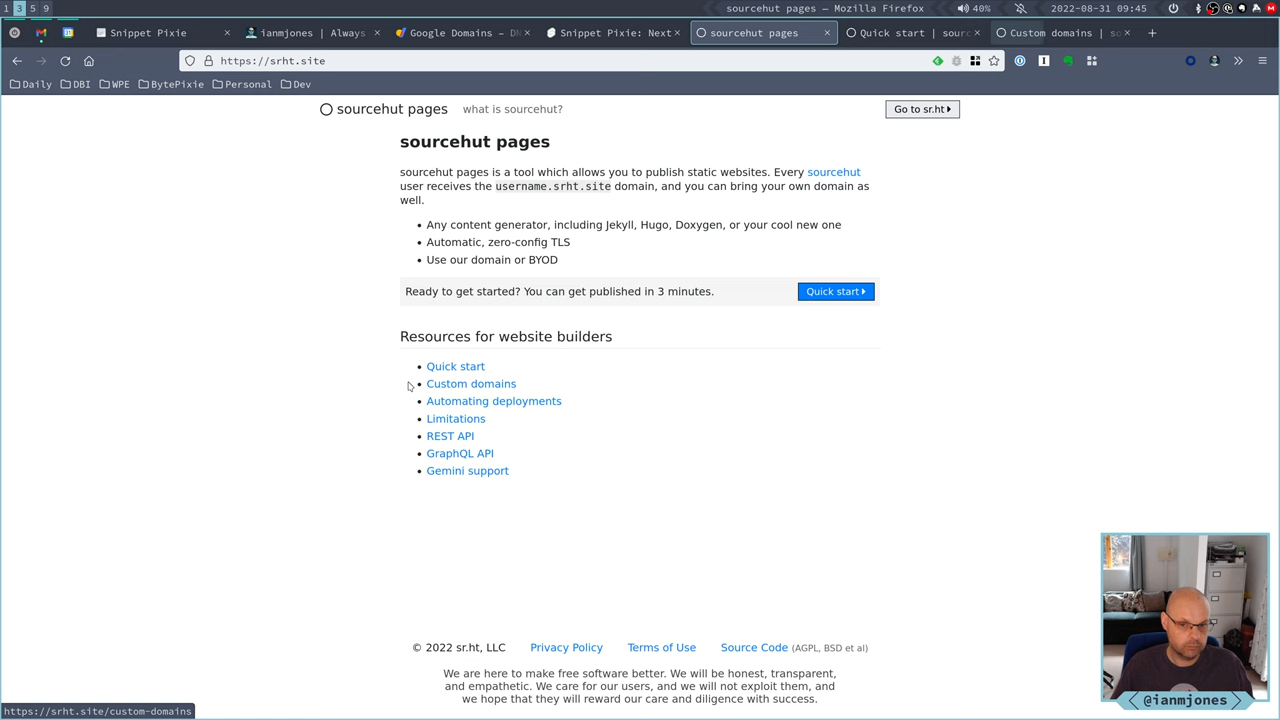 1 3 5 9
sourcehut pages — Mozilla Firefox
40%
2022-08-31 09:45
Snippet Pixie ×
ianmjones | Always ×
Google Domains – DN ×
Snippet Pixie: Next ×
sourcehut pages ×
Quick start | sourc ×
Custom domains | so ×
https://srht.site
Daily
DBI
WPE
BytePixie
Personal
Dev
sourcehut pages
what is sourcehut?
Go to sr.ht
sourcehut pages
sourcehut pages is a tool which allows you to publish static websites. Every sourcehut
user receives the username.srht.site domain, and you can bring your own domain as
well.
• Any content generator, including Jekyll, Hugo, Doxygen, or your cool new one
• Automatic, zero-config TLS
• Use our domain or BYOD
Ready to get started? You can get published in 3 minutes.
Quick start
Resources for website builders
• Quick start
• Custom domains
• Automating deployments
• Limitations
• REST API
• GraphQL API
• Gemini support
© 2022 sr.ht, LLC
Privacy Policy
Terms of Use
Source Code (AGPL, BSD et al)
We are here to make free software better. We will be honest, transparent,
and empathetic. We care for our users, and we will not exploit them, and
we hope that they will reward our care and diligence with success.
https://srht.site/custom-domains
@ianmjones